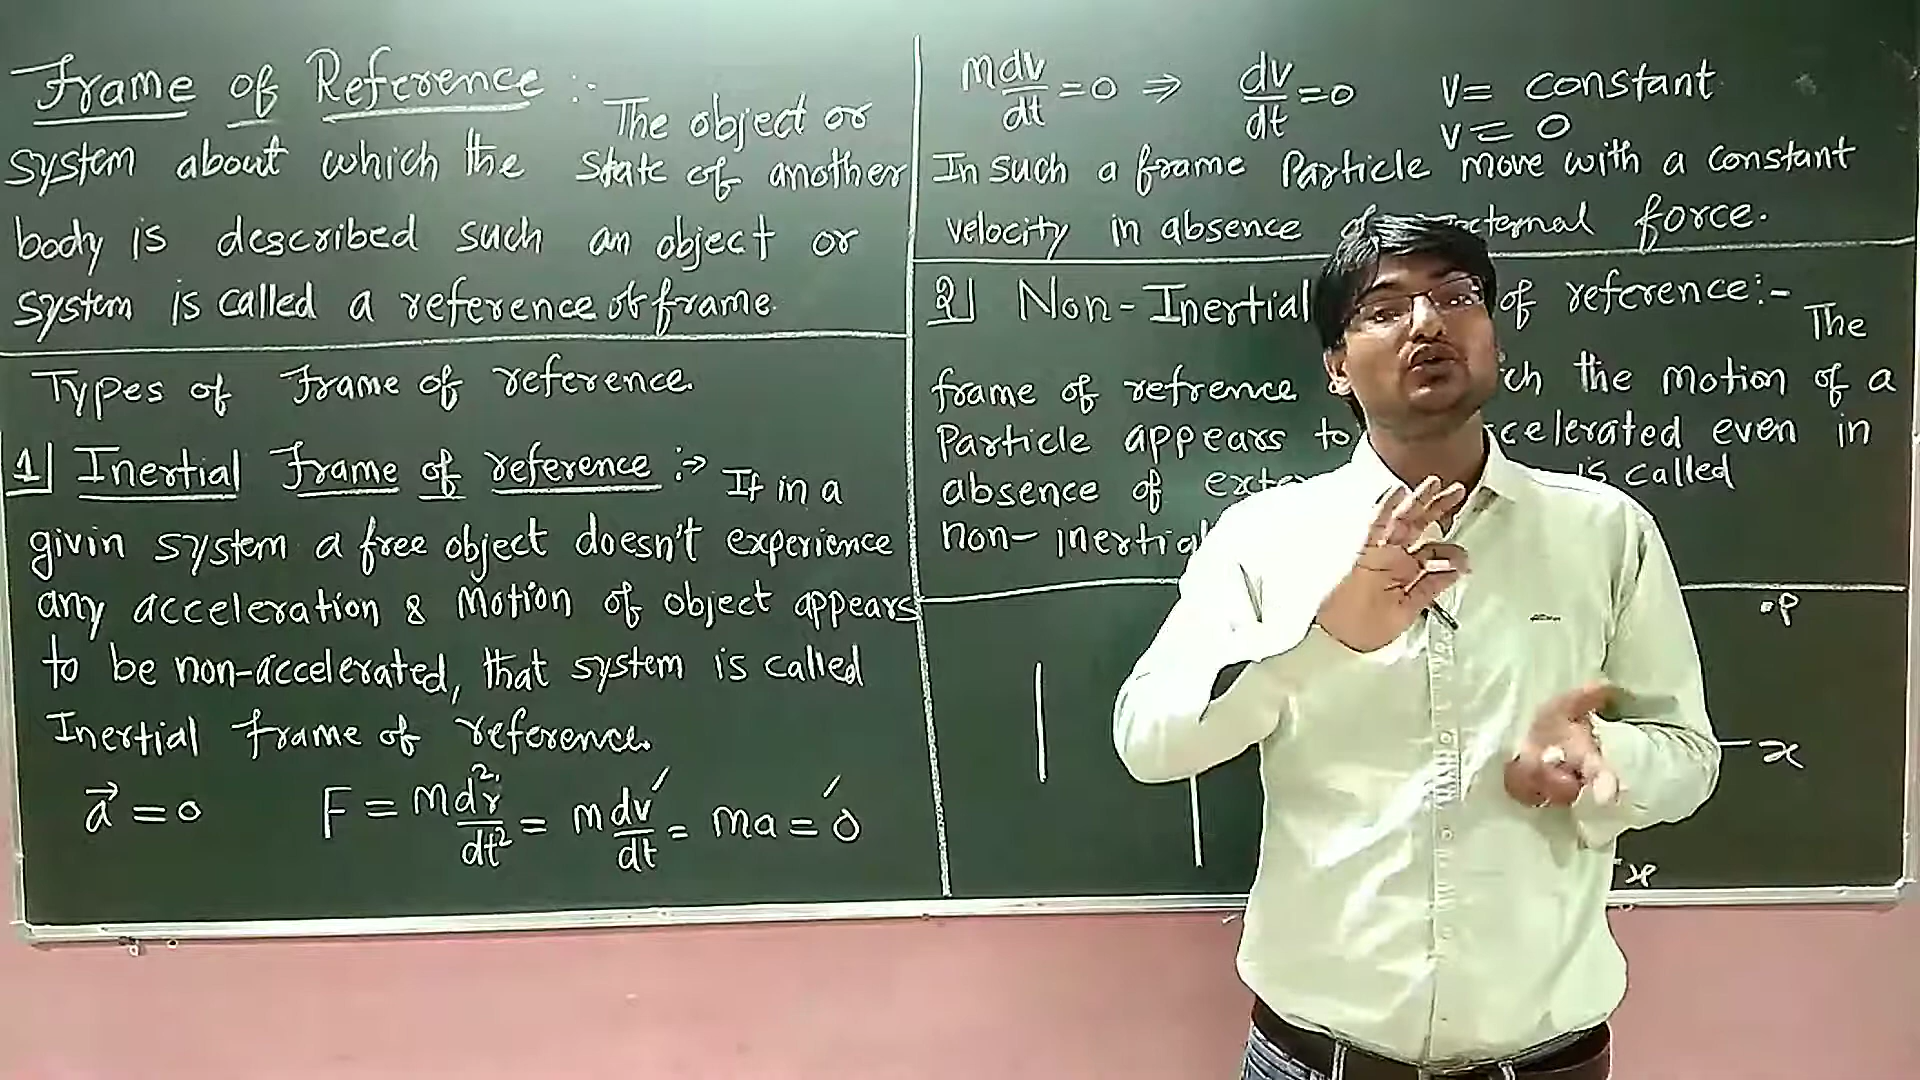 Frame of Reference :-
The object or
system about which the state of another
body is described such an object or
system is called a reference of frame.
Types of Frame of reference.
1] Inertial Frame of reference :->
If in a
givin system a free object doesn't experience
any acceleration & Motion of object appears
to be non-accelerated, that system is called
Inertial frame of reference.
a⃗ = 0 F = m d²r/dt² = m dv/dt = ma = 0
m dv/dt = 0 ⇒ dv/dt = 0 v = constant
v = 0
In such a frame Particle move with a constant
velocity in absence of external force.
2] Non-Inertial of reference :-
The
frame of refrence the motion of a
Particle appears to accelerated even in
absence of is called
non-inertial
.P
x
x